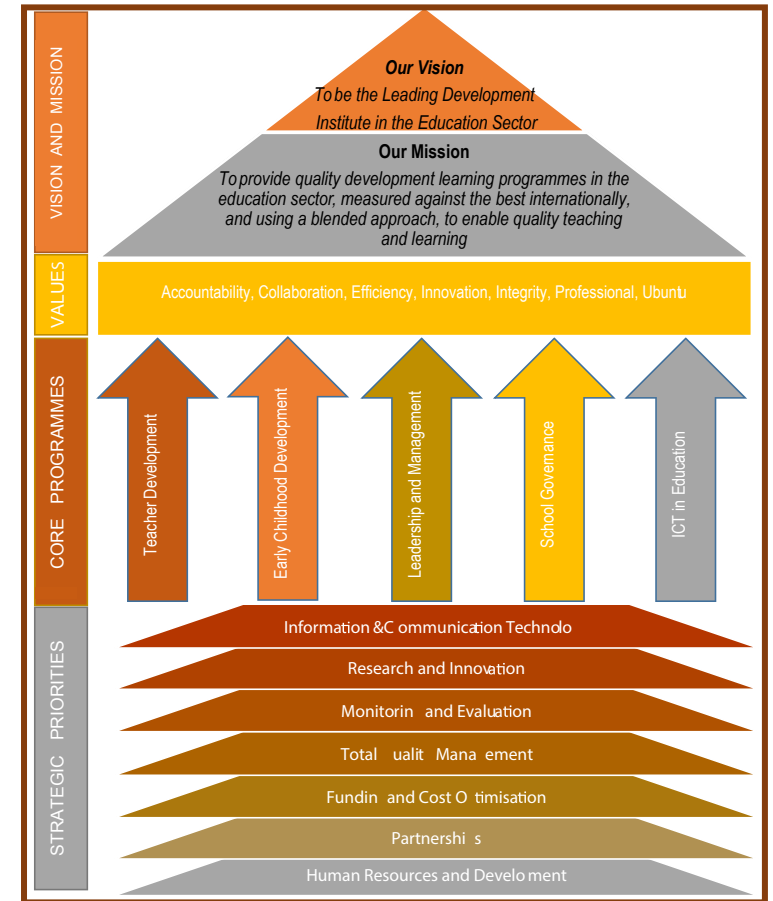 VISION AND MISSION
Our Vision
To be the Leading Development
Institute in the Education Sector
Our Mission
To provide quality development learning programmes in the
education sector, measured against the best internationally,
and using a blended approach, to enable quality teaching
and learning
VALUES
Accountability, Collaboration, Efficiency, Innovation, Integrity, Professional, Ubuntu
CORE PROGRAMMES
Teacher Development
Early Childhood Development
Leadership and Management
School Governance
ICT in Education
STRATEGIC PRIORITIES
Information &C ommunication Technolo
Research and Innovation
Monitorin and Evaluation
Total ualit Mana ement
Fundin and Cost O timisation
Partnershi s
Human Resources and Develo ment